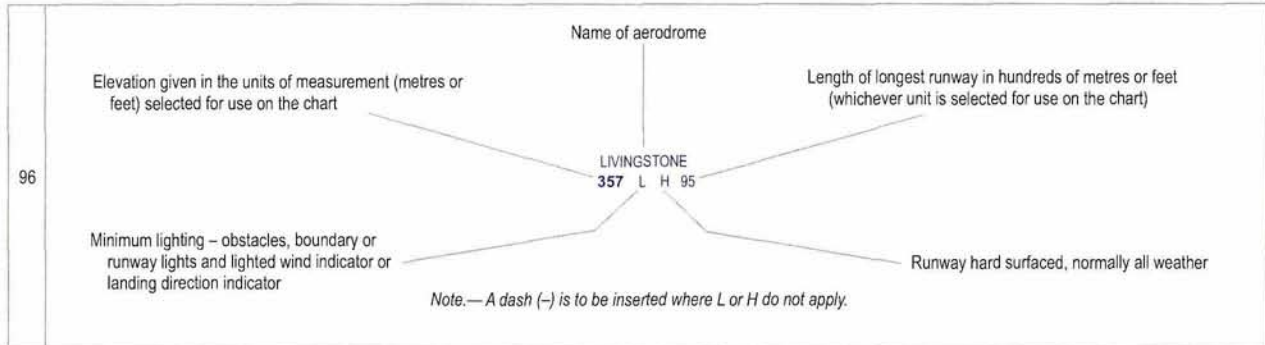 Name of aerodrome
Elevation given in the units of measurement (metres or
feet) selected for use on the chart
Length of longest runway in hundreds of metres or feet
(whichever unit is selected for use on the chart)
96
LIVINGSTONE
357 L H 95
Minimum lighting – obstacles, boundary or
runway lights and lighted wind indicator or
landing direction indicator
Runway hard surfaced, normally all weather
Note.— A dash (–) is to be inserted where L or H do not apply.